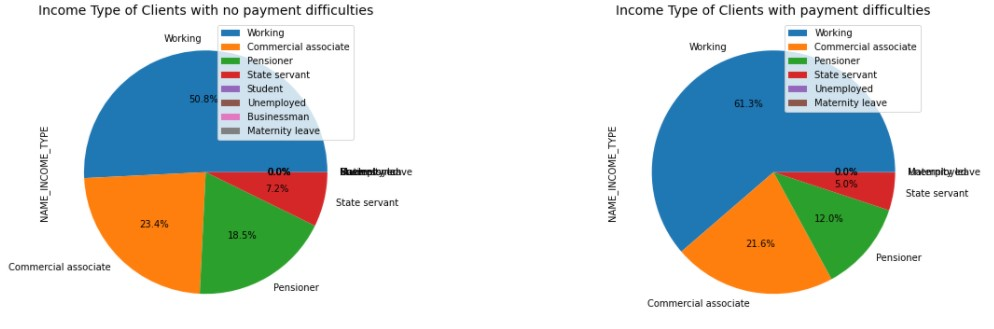 Income Type of Clients with no payment difficulties
Working
Working
Commercial associate
Pensioner
State servant
Student
Unemployed
Businessman
Maternity leave
50.8%
NAME_INCOME_TYPE
0.0%
7.2%
State servant
23.4%
18.5%
Commercial associate
Pensioner
Income Type of Clients with payment difficulties
Working
Working
Commercial associate
Pensioner
State servant
Unemployed
Maternity leave
61.3%
NAME_INCOME_TYPE
0.0%
5.0%
State servant
12.0%
21.6%
Pensioner
Commercial associate